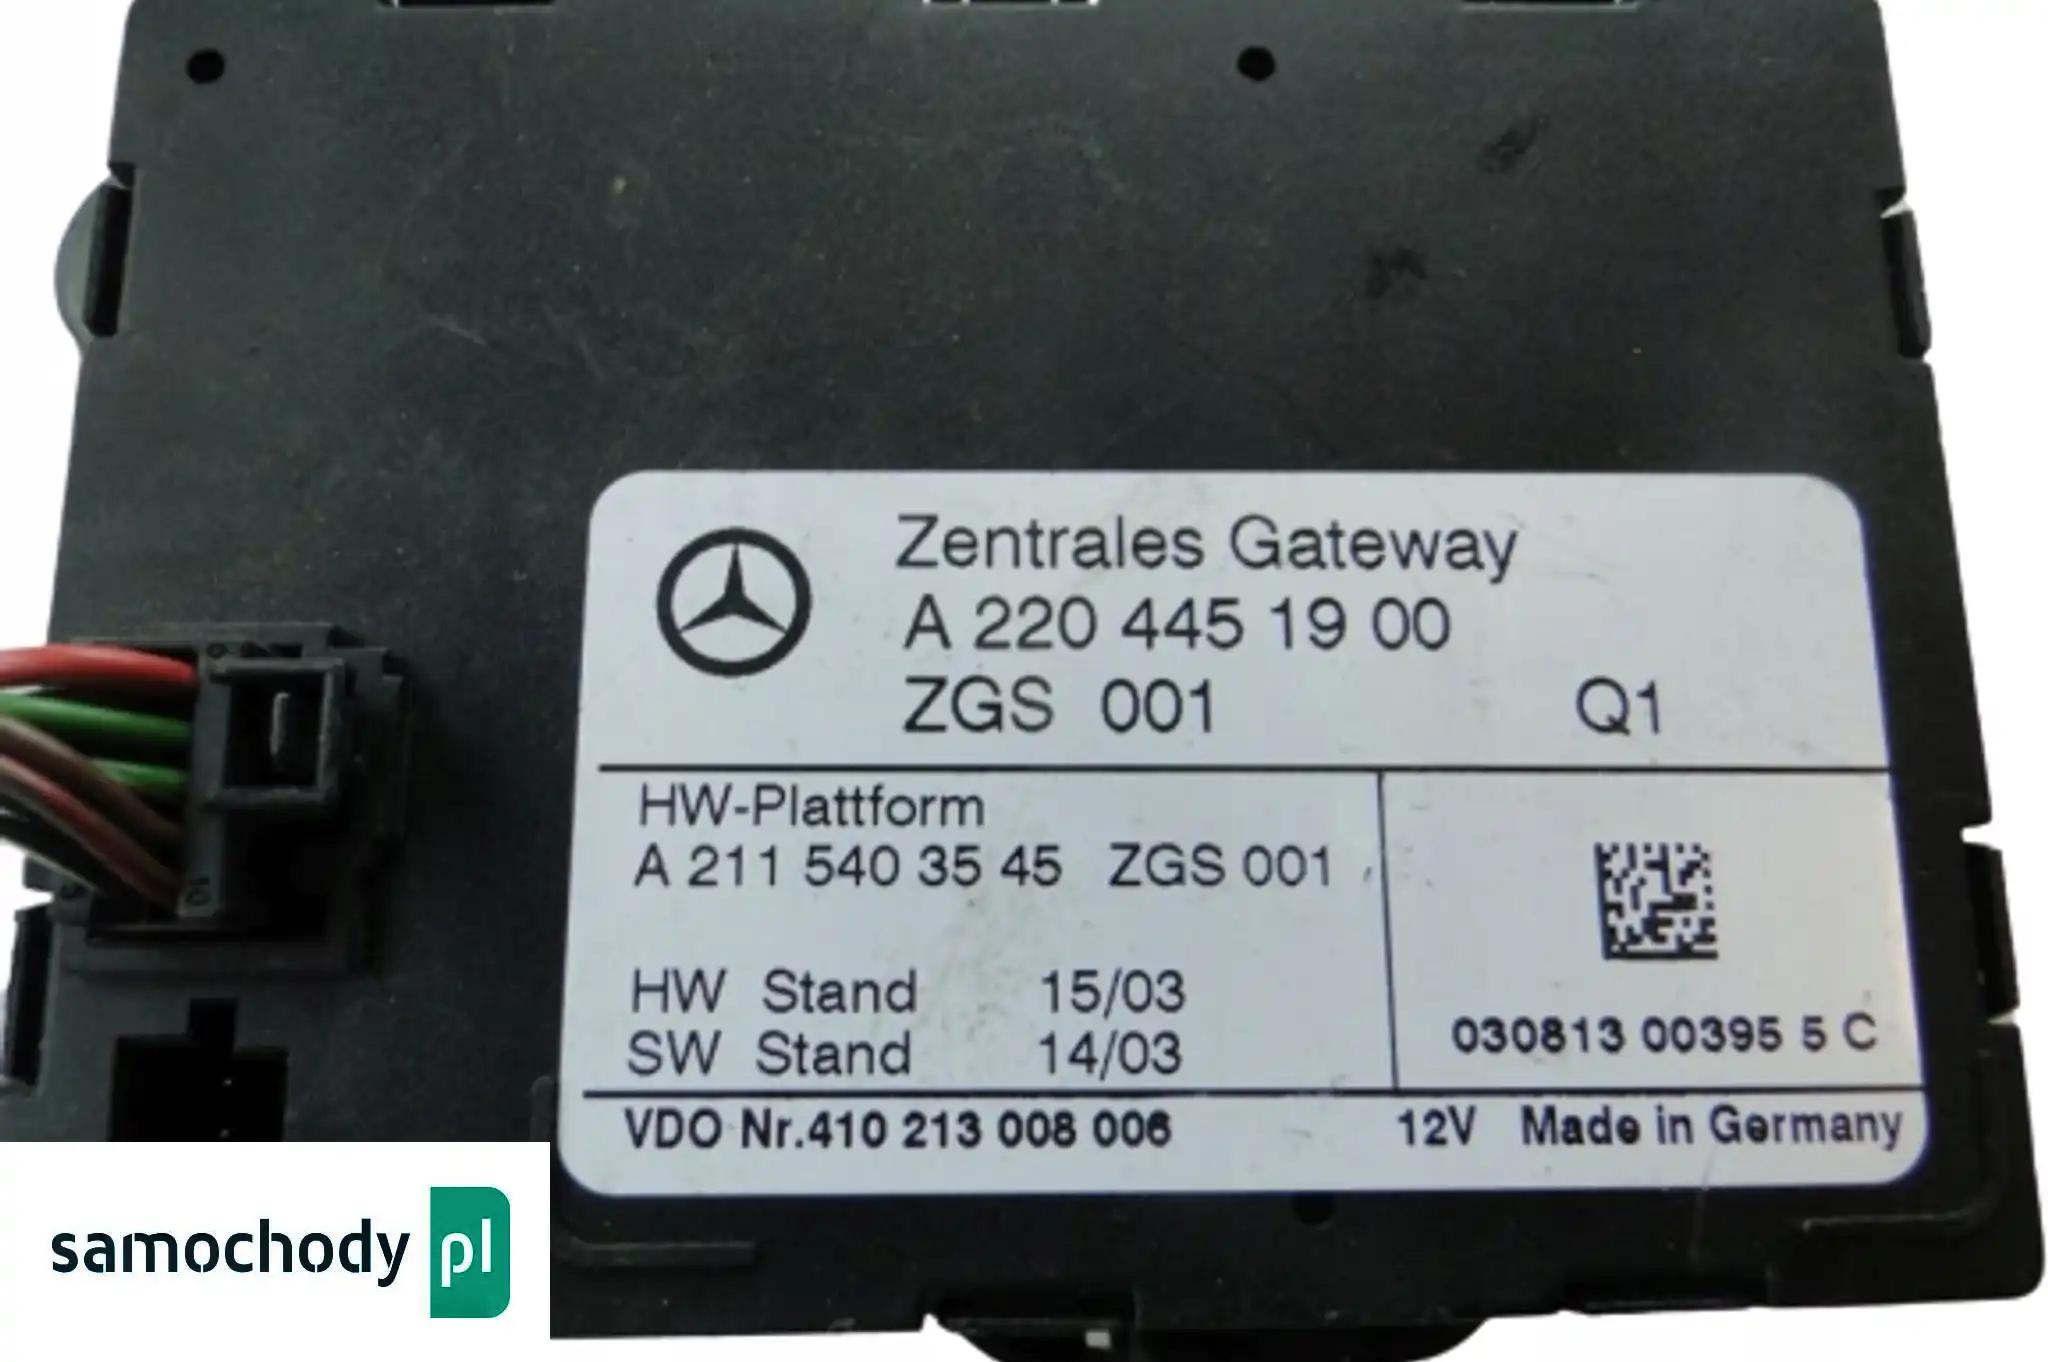 Zentrales Gateway
A 220 445 19 00
ZGS 001 Q1
HW-Plattform
A 211 540 35 45 ZGS 001
HW Stand 15/03
SW Stand 14/03
030813 00395 5 C
VDO Nr.410 213 008 006 12V Made in Germany
10
samochody pl